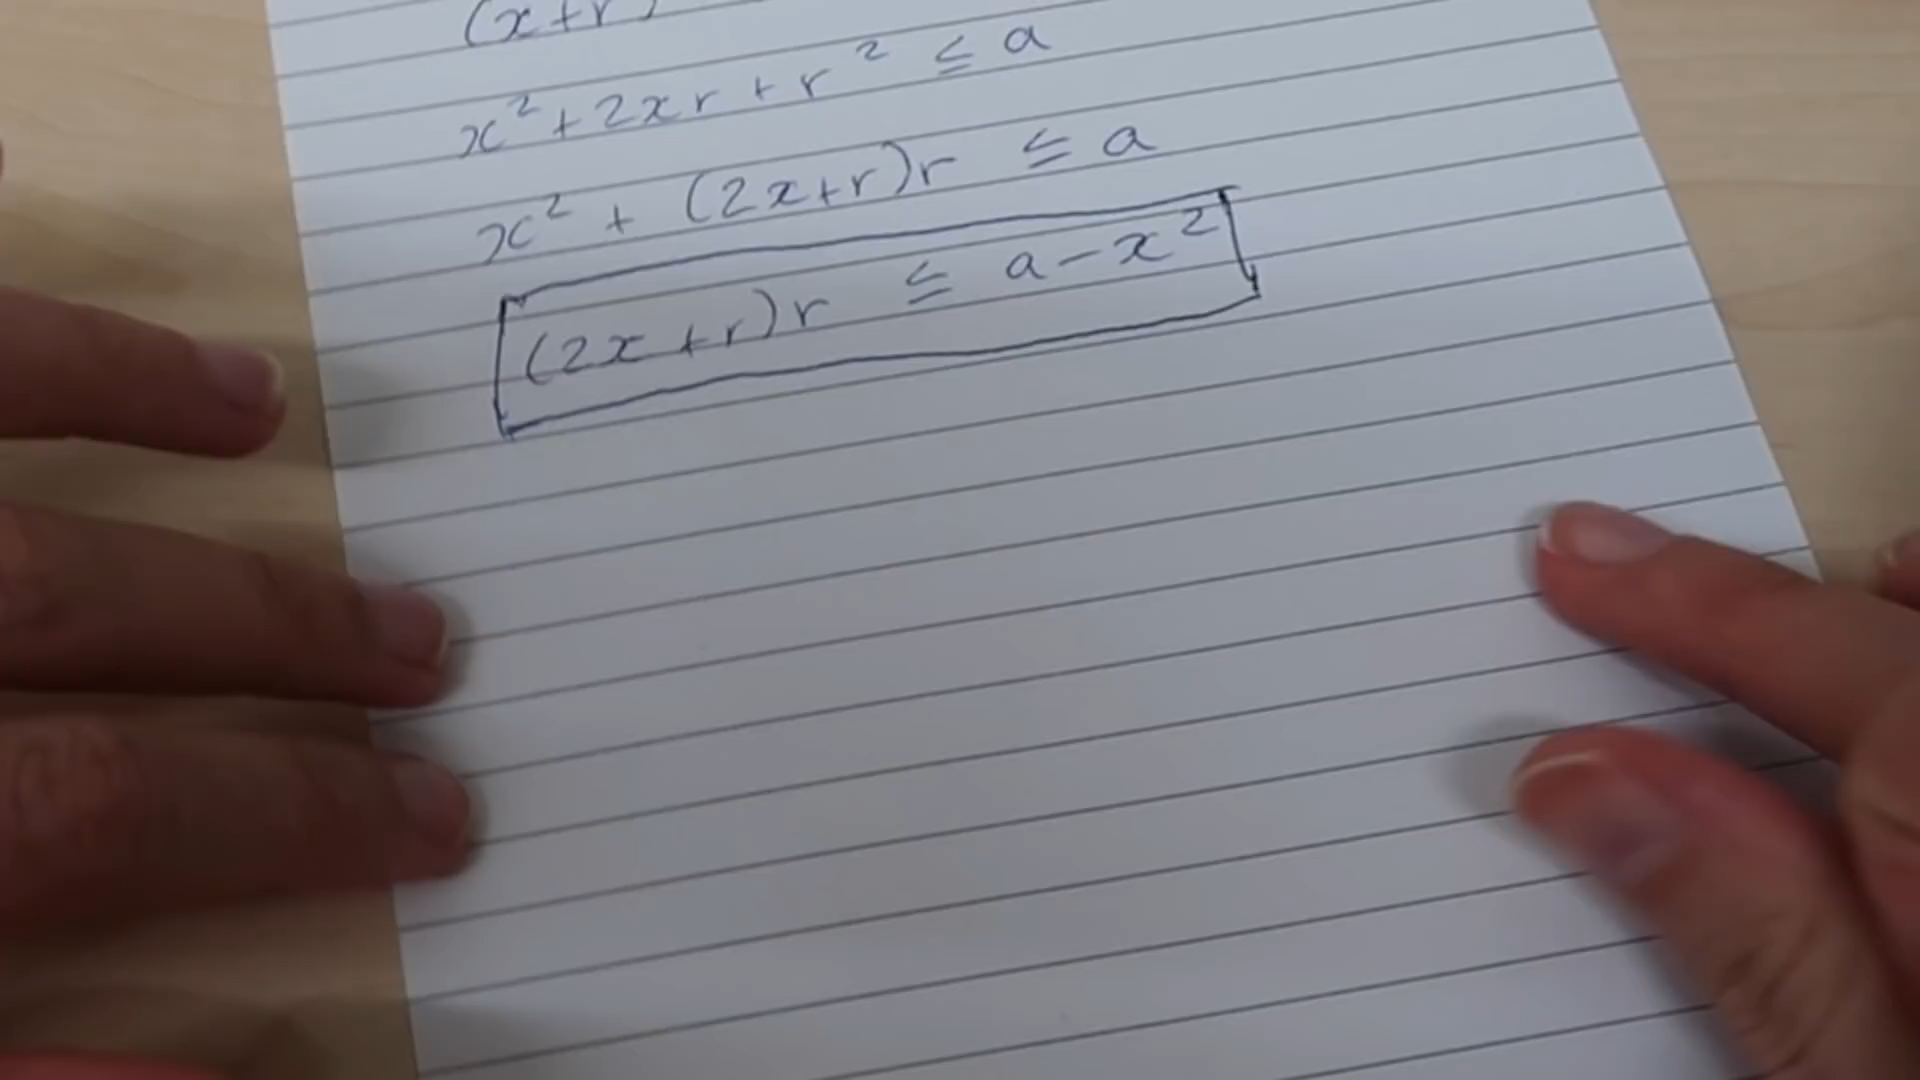 (x+r)
x² + 2xr + r² ≤ a
x² + (2x+r)r ≤ a
(2x+r)r ≤ a-x²